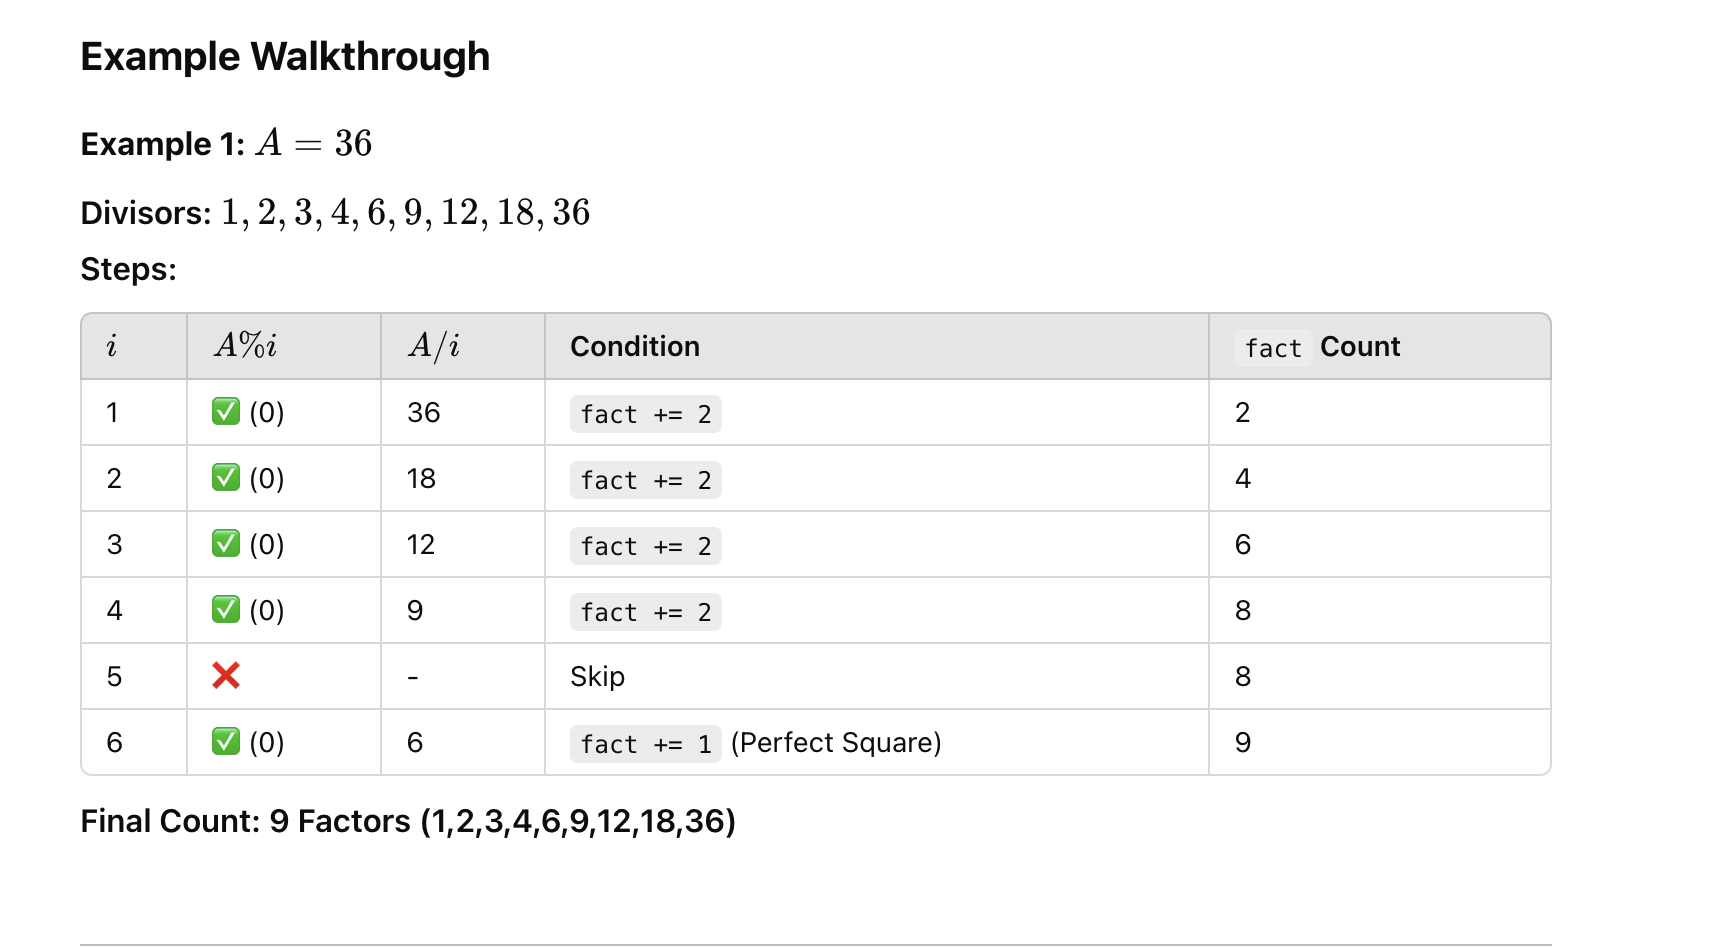 Example Walkthrough
Example 1: A = 36
Divisors: 1, 2, 3, 4, 6, 9, 12, 18, 36
Steps:
i A%i A/i Condition fact Count
1 ✅ (0) 36 fact += 2 2
2 ✅ (0) 18 fact += 2 4
3 ✅ (0) 12 fact += 2 6
4 ✅ (0) 9 fact += 2 8
5 ❌ - Skip 8
6 ✅ (0) 6 fact += 1 (Perfect Square) 9
Final Count: 9 Factors (1,2,3,4,6,9,12,18,36)